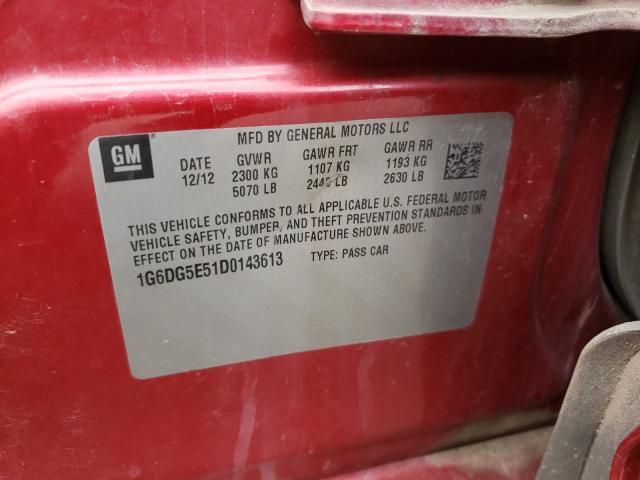 GM
MFD BY GENERAL MOTORS LLC
DATE GVWR GAWR FRT GAWR RR
12/12 2300 KG 1107 KG 1193 KG
5070 LB 2440 LB 2630 LB
THIS VEHICLE CONFORMS TO ALL APPLICABLE U.S. FEDERAL MOTOR
VEHICLE SAFETY, BUMPER, AND THEFT PREVENTION STANDARDS IN
EFFECT ON THE DATE OF MANUFACTURE SHOWN ABOVE.
1G6DG5E51D0143613 TYPE: PASS CAR